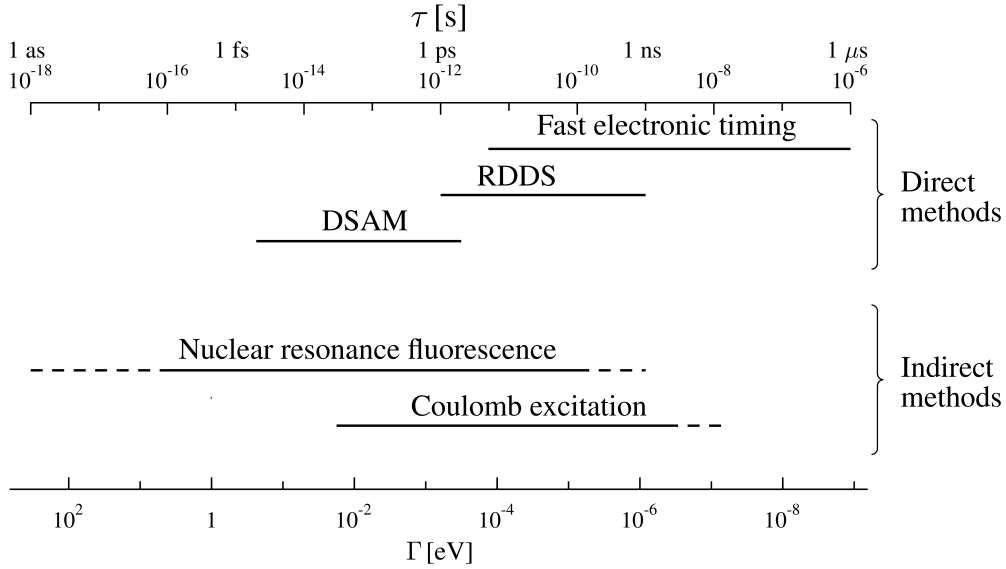 τ [s]
1 as 1 fs 1 ps 1 ns 1 μs
10⁻¹⁸ 10⁻¹⁶ 10⁻¹⁴ 10⁻¹² 10⁻¹⁰ 10⁻⁸ 10⁻⁶
Fast electronic timing
RDDS
DSAM
Direct
methods
Nuclear resonance fluorescence
Coulomb excitation
Indirect
methods
10² 1 10⁻² 10⁻⁴ 10⁻⁶ 10⁻⁸
Γ [eV]